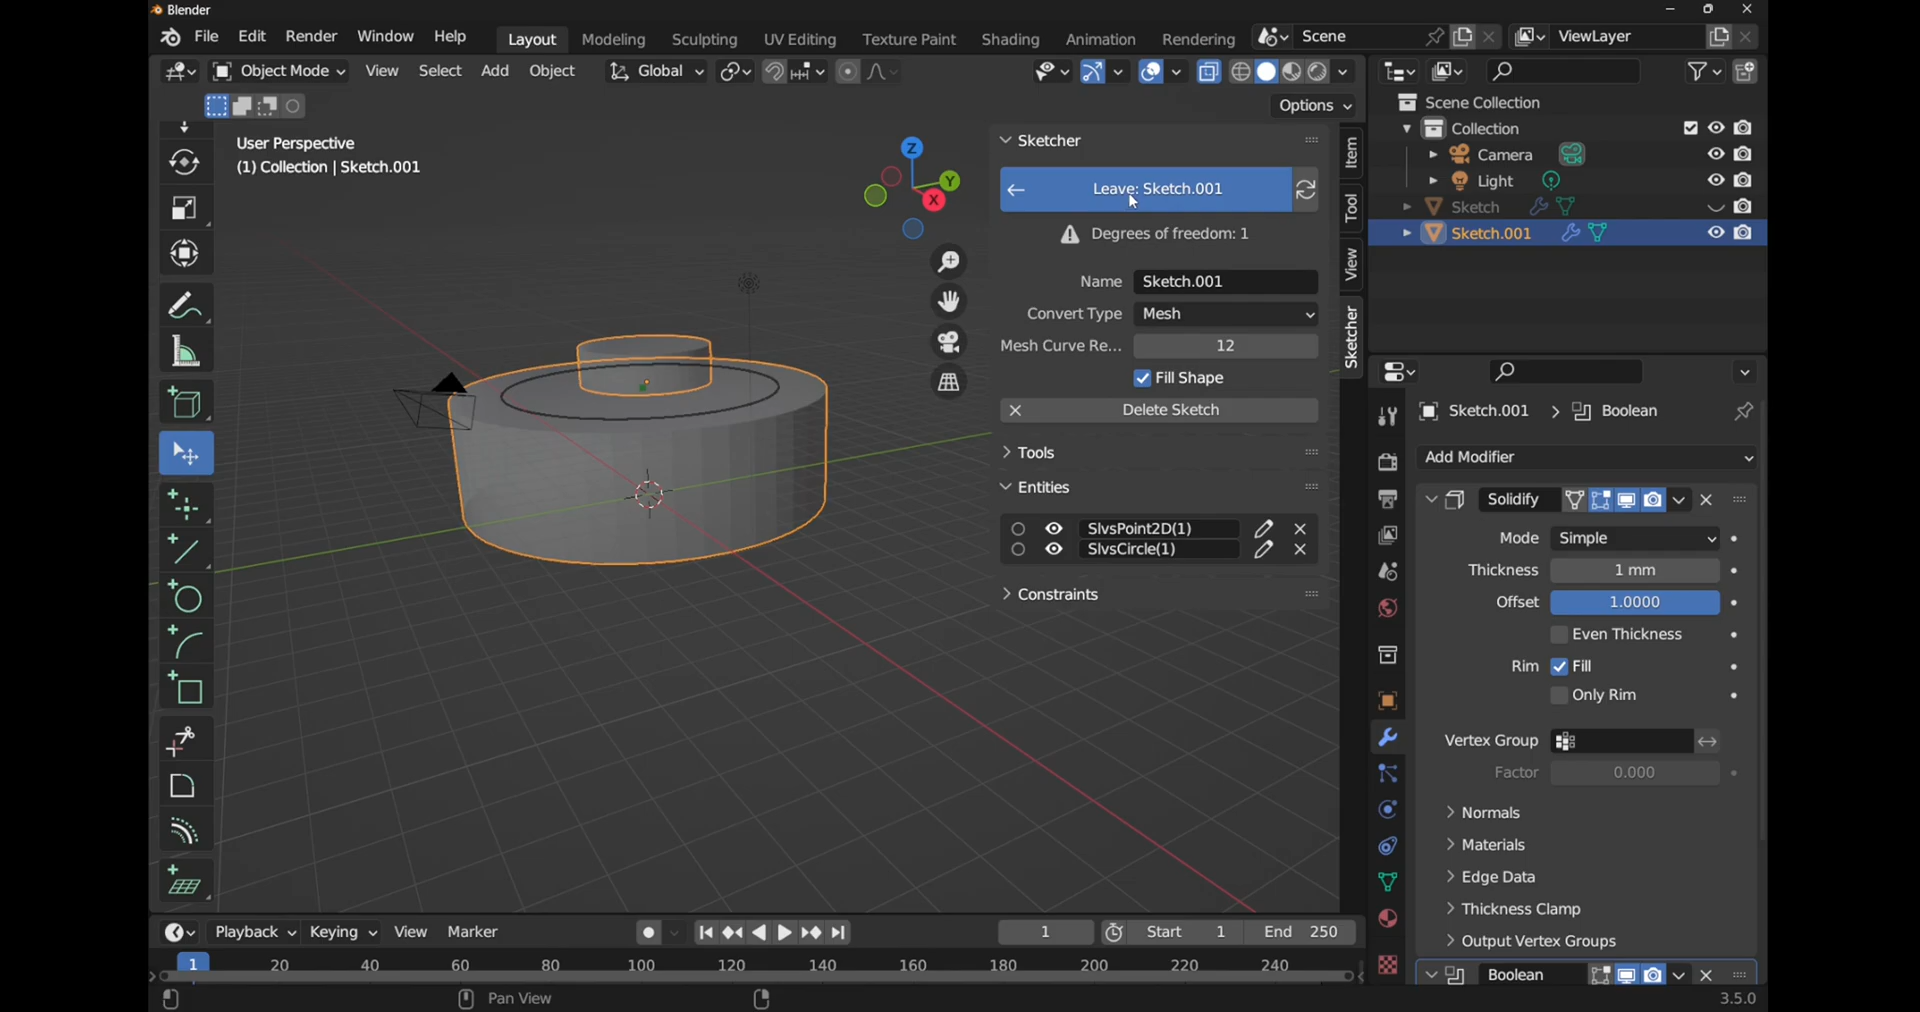 Blender
File Edit Render Window Help Layout Modeling Sculpting UV Editing Texture Paint Shading Animation Rendering Scene ViewLayer
Object Mode View Select Add Object Global
Options
User Perspective
(1) Collection | Sketch.001
Z
Y
X
Sketcher
Leave: Sketch.001
Degrees of freedom: 1
Name Sketch.001
Convert Type Mesh
Mesh Curve Re... 12
Fill Shape
Delete Sketch
Tools
Entities
SlvsPoint2D(1)
SlvsCircle(1)
Constraints
Item
Tool
View
Sketcher
Scene Collection
Collection
Camera
Light
Sketch
Sketch.001
Sketch.001 Boolean
Add Modifier
Solidify
Mode Simple
Thickness 1 mm
Offset 1.0000
Even Thickness
Rim Fill
Only Rim
Vertex Group
Factor 0.000
Normals
Materials
Edge Data
Thickness Clamp
Output Vertex Groups
Boolean
Playback Keying View Marker 1 Start 1 End 250
1 20 40 60 80 100 120 140 160 180 200 220 240
Pan View 3.5.0